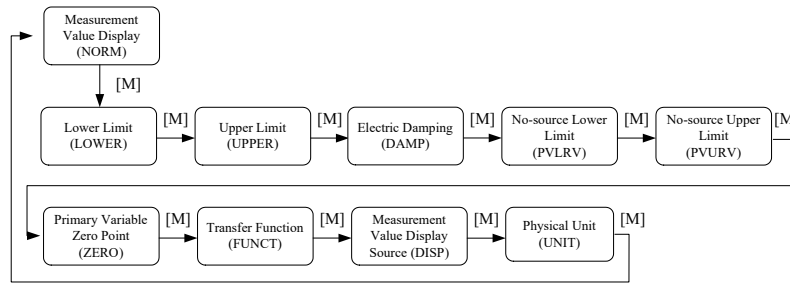 Measurement
Value Display
(NORM)
[M]
Lower Limit
(LOWER)
[M]
Upper Limit
(UPPER)
[M]
Electric Damping
(DAMP)
[M]
No-source Lower
Limit
(PVLRV)
[M]
No-source Upper
Limit
(PVURV)
[M]
Primary Variable
Zero Point
(ZERO)
[M]
Transfer Function
(FUNCT)
[M]
Measurement
Value Display
Source (DISP)
[M]
Physical Unit
(UNIT)
[M]